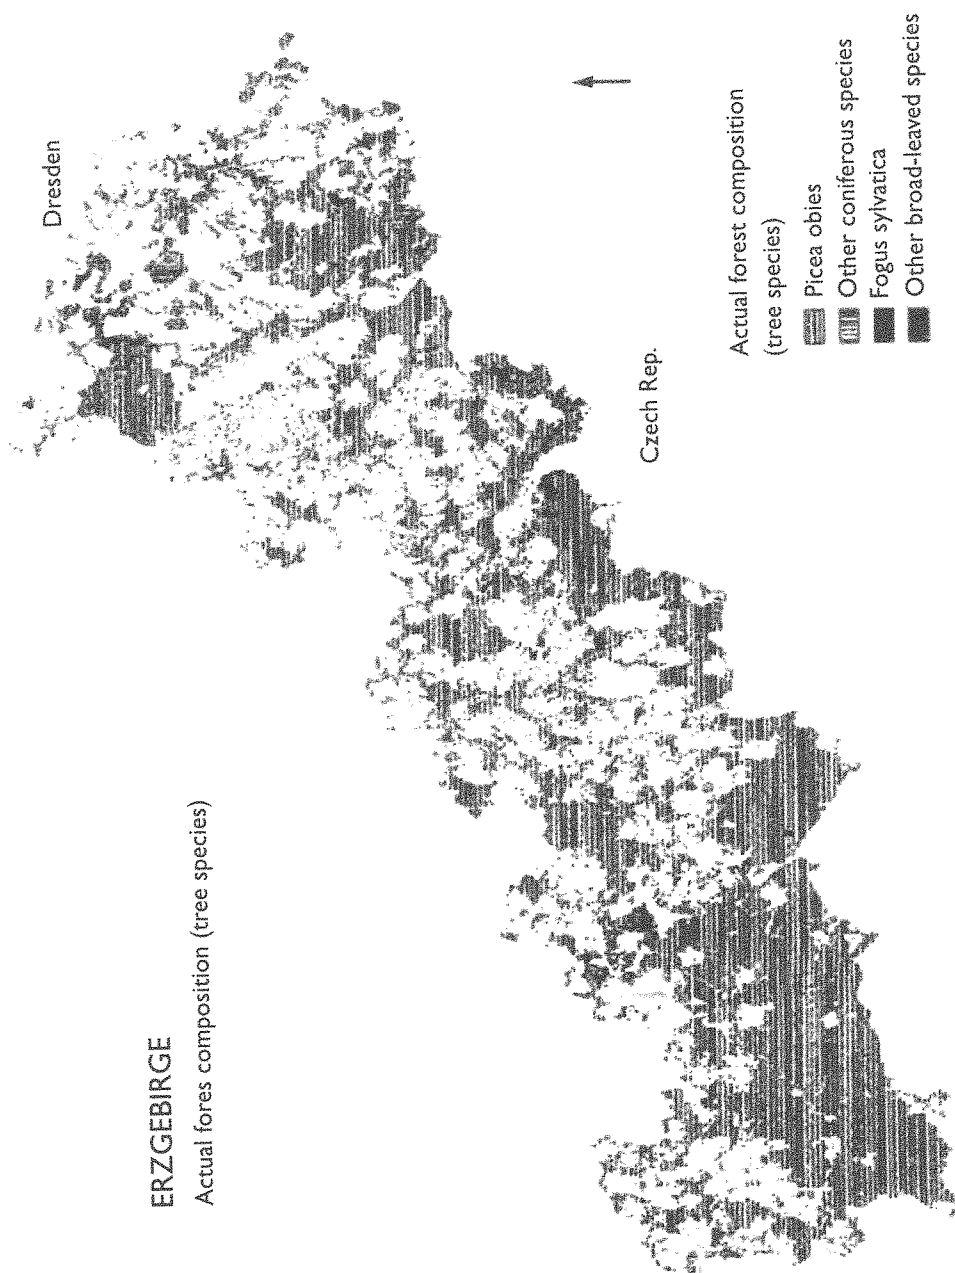 ERZGEBIRGE
Actual fores composition (tree species)
Dresden
Czech Rep.
Actual forest composition
(tree species)
Picea obies
Other coniferous species
Fogus sylvatica
Other broad-leaved species